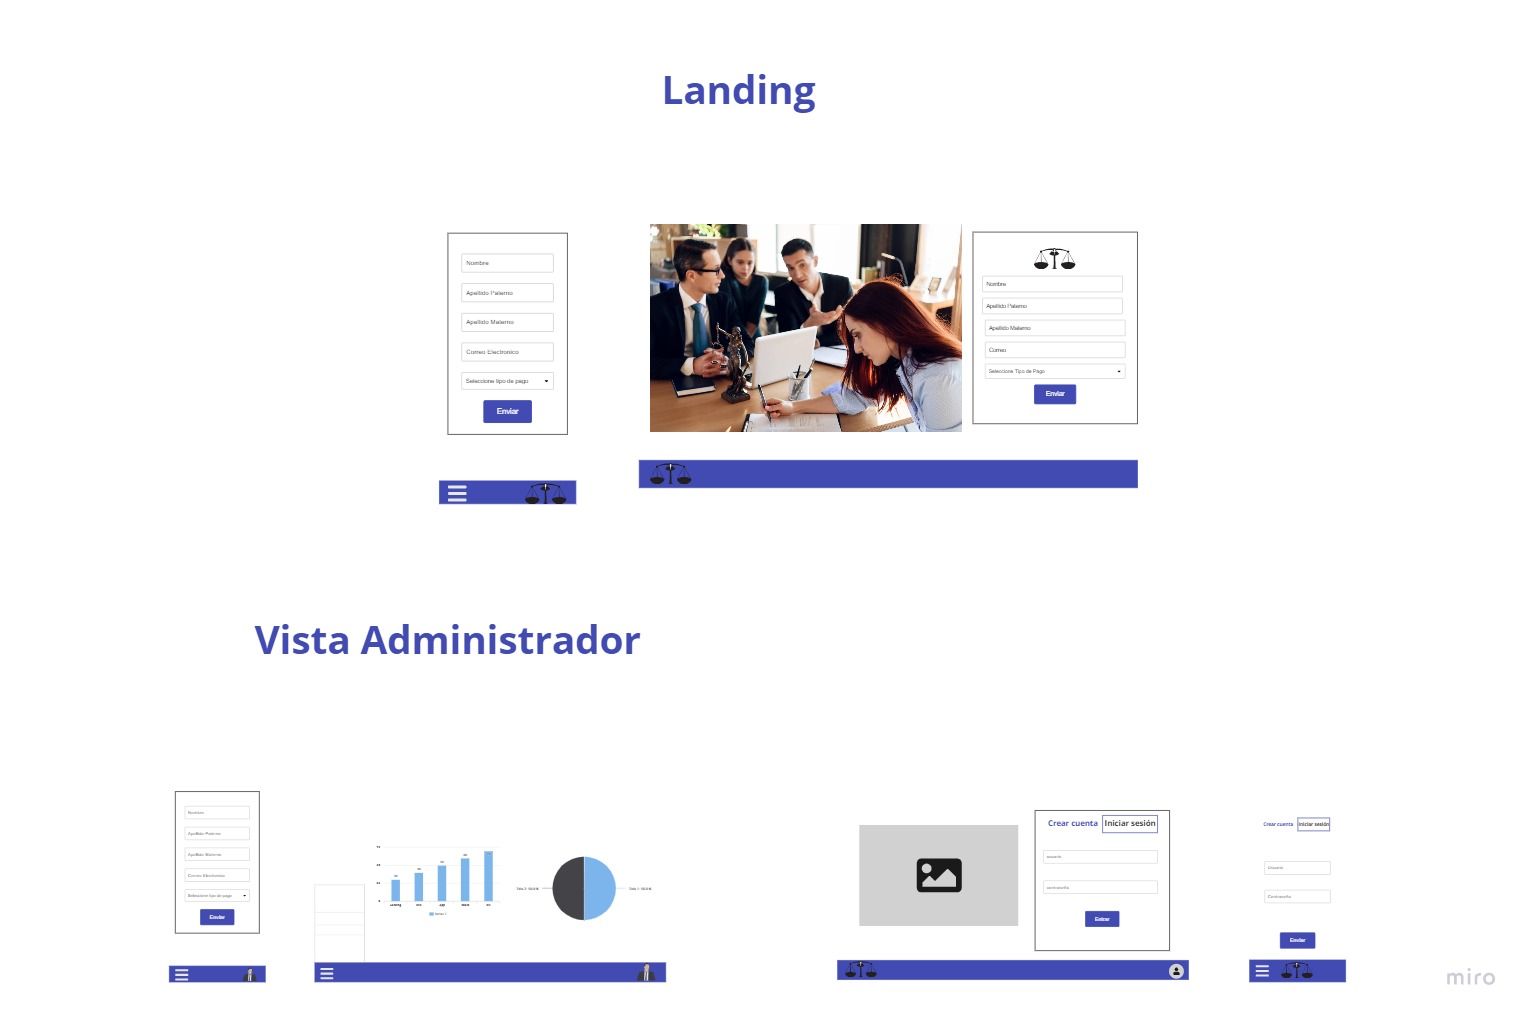 Landing
Nombre
Apellido Paterno
Apellido Materno
Correo Electronico
Seleccione tipo de pago
Enviar
Nombre
Apellido Paterno
Apellido Materno
Correo
Seleccione Tipo de Pago
Enviar
Vista Administrador
Nombre
Apellido Paterno
Apellido Materno
Correo Electronico
Seleccione tipo de pago
Enviar
Landing
Crear cuenta
Iniciar sesión
usuario
contraseña
Entrar
Crear cuenta
Iniciar sesión
Usuario
Contraseña
Enviar
miro